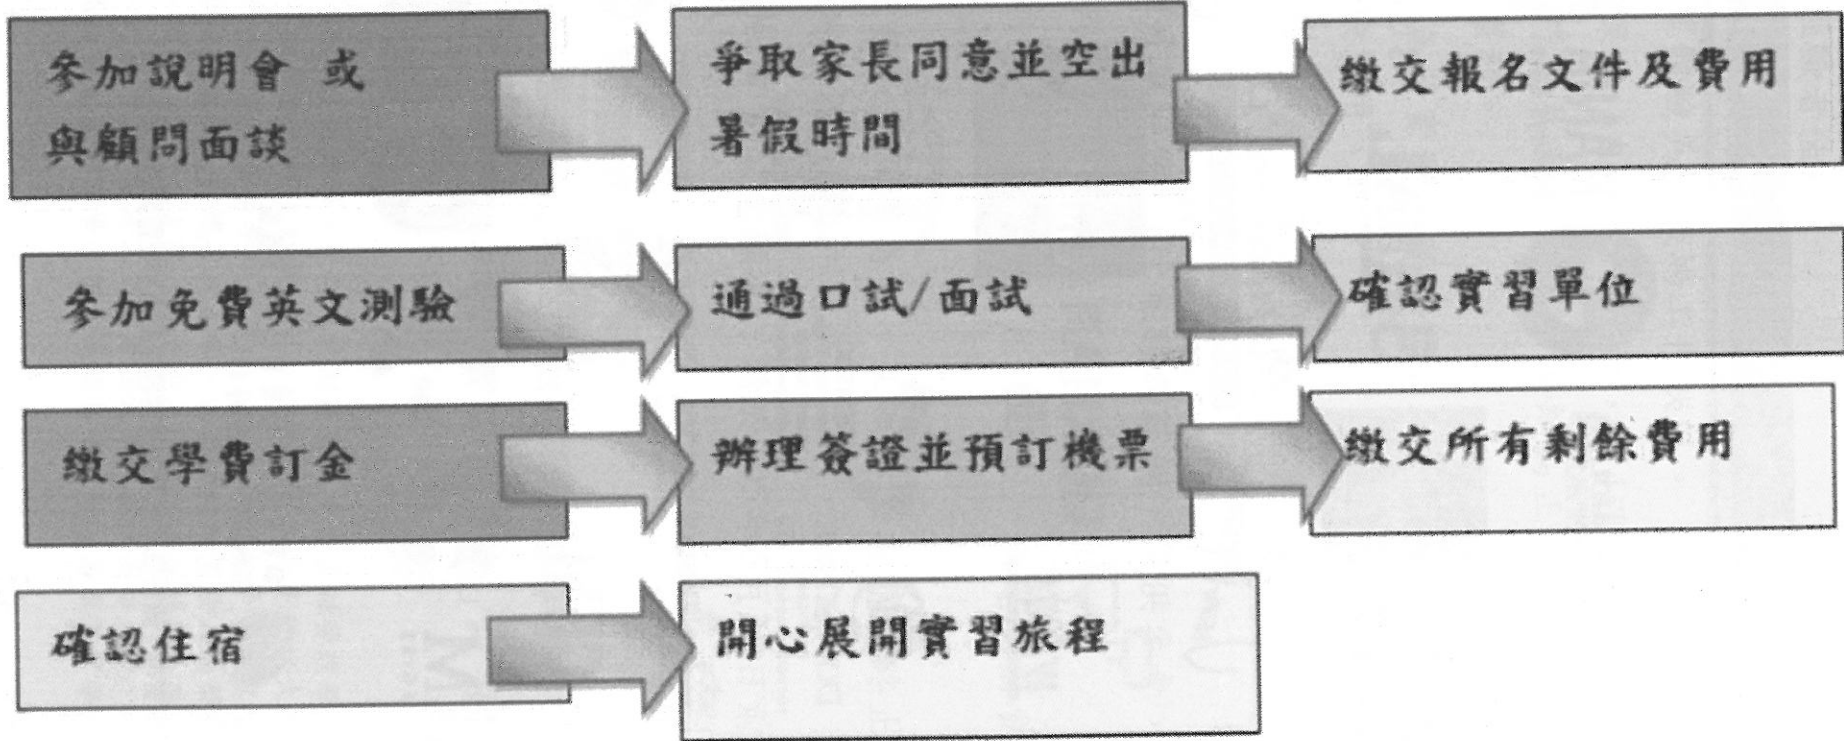 參加說明會 或
與顧問面談
爭取家長同意並空出
暑假時間
繳交報名文件及費用
參加免費英文測驗
通過口試/面試
確認實習單位
繳交學費訂金
辦理簽證並預訂機票
繳交所有剩餘費用
確認住宿
開心展開實習旅程